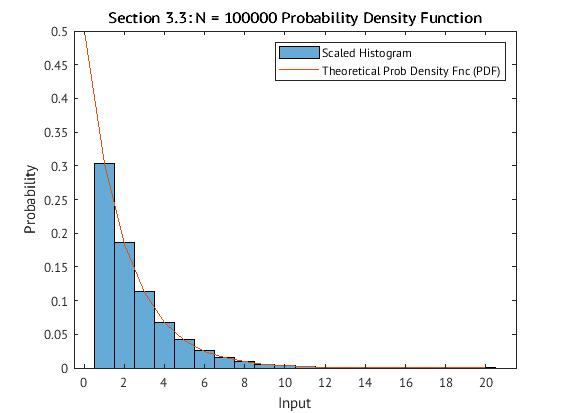 Section 3.3: N = 100000 Probability Density Function
Scaled Histogram
Theoretical Prob Density Fnc (PDF)
Probability
0.5
0.45
0.4
0.35
0.3
0.25
0.2
0.15
0.1
0.05
0
0 2 4 6 8 10 12 14 16 18 20
Input